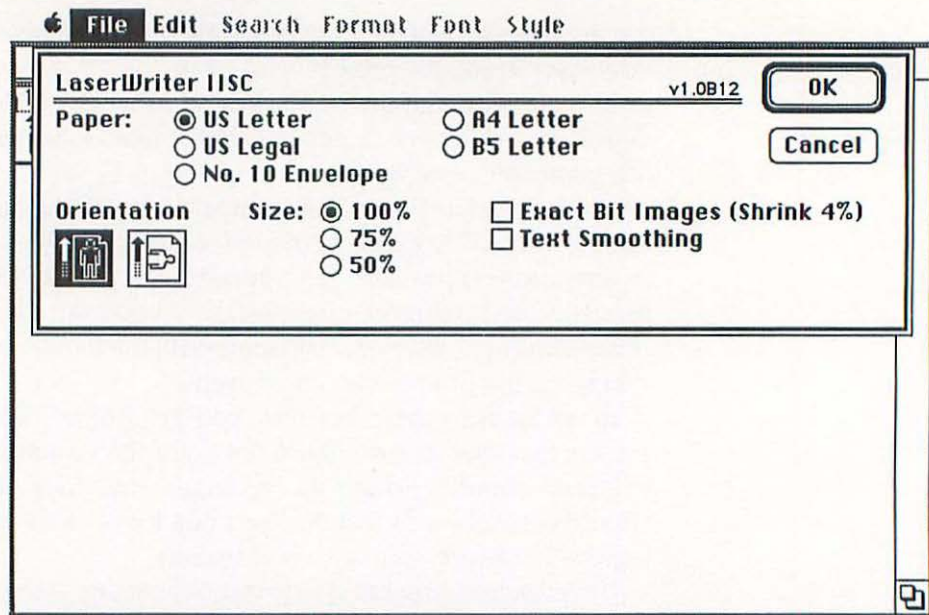 File Edit Search Format Font Style
LaserWriter IISC v1.0B12 OK
Paper: US Letter A4 Letter
US Legal B5 Letter Cancel
No. 10 Envelope
Orientation Size: 100% Exact Bit Images (Shrink 4%)
75% Text Smoothing
50%